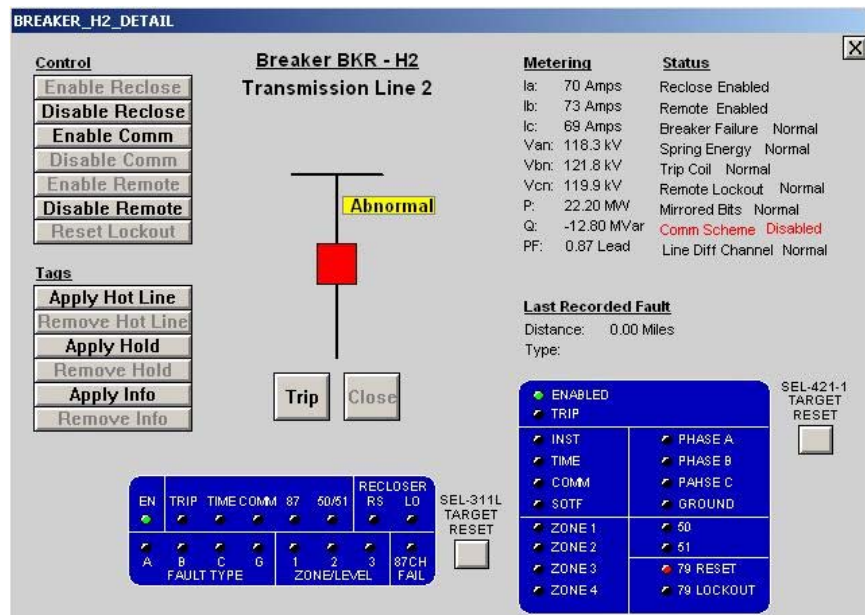 BREAKER_H2_DETAIL
X
Control
Enable Reclose
Disable Reclose
Enable Comm
Disable Comm
Enable Remote
Disable Remote
Reset Lockout
Tags
Apply Hot Line
Remove Hot Line
Apply Hold
Remove Hold
Apply Info
Remove Info
Breaker BKR - H2
Transmission Line 2
Abnormal
Trip
Close
Metering
Ia: 70 Amps
Ib: 73 Amps
Ic: 69 Amps
Van: 118.3 kV
Vbn: 121.8 kV
Vcn: 119.9 kV
P: 22.20 MW
Q: -12.80 MVar
PF: 0.87 Lead
Status
Reclose Enabled
Remote Enabled
Breaker Failure Normal
Spring Energy Normal
Trip Coil Normal
Remote Lockout Normal
Mirrored Bits Normal
Comm Scheme Disabled
Line Diff Channel Normal
Last Recorded Fault
Distance: 0.00 Miles
Type:
ENABLED
TRIP
INST
TIME
COMM
SOTF
PHASE A
PHASE B
PAHSE C
GROUND
ZONE 1
ZONE 2
ZONE 3
ZONE 4
50
51
79 RESET
79 LOCKOUT
SEL-421-1
TARGET
RESET
RECLOSER
EN TRIP TIME COMM 87 50/51 RS LO
A B C G 1 2 3 87CH
FAULT TYPE ZONE/LEVEL FAIL
SEL-311L
TARGET
RESET